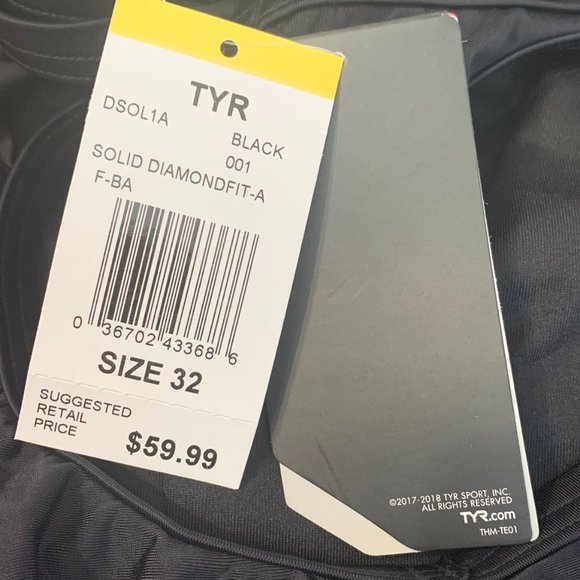 TYR
DSOL1A
BLACK
001
SOLID DIAMONDFIT-A
F-BA
0 36702 43368 6
SIZE 32
SUGGESTED
RETAIL
PRICE
$59.99
©2017-2018 TYR SPORT, INC.
ALL RIGHTS RESERVED
TYR.com
THM-TE01